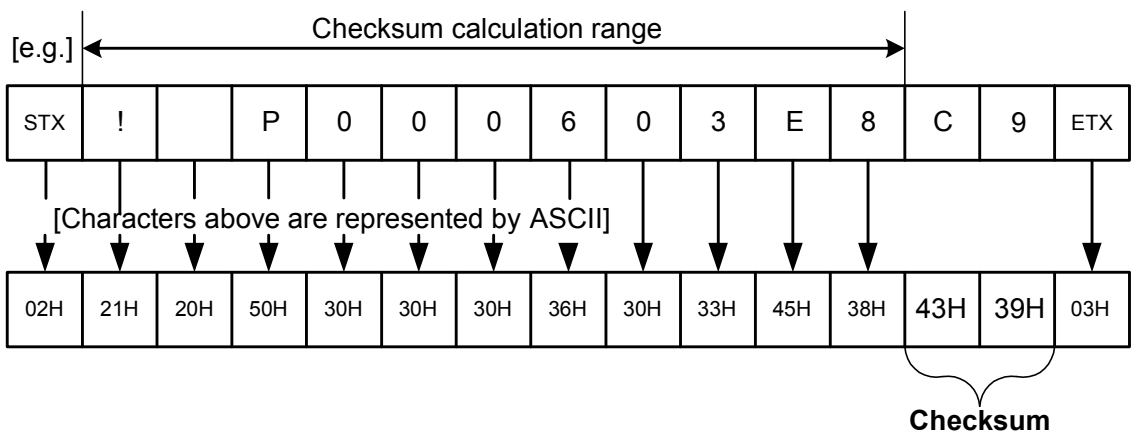 Checksum calculation range
[e.g.]
STX ! P 0 0 0 6 0 3 E 8 C 9 ETX
[Characters above are represented by ASCII]
02H 21H 20H 50H 30H 30H 30H 36H 30H 33H 45H 38H 43H 39H 03H
Checksum